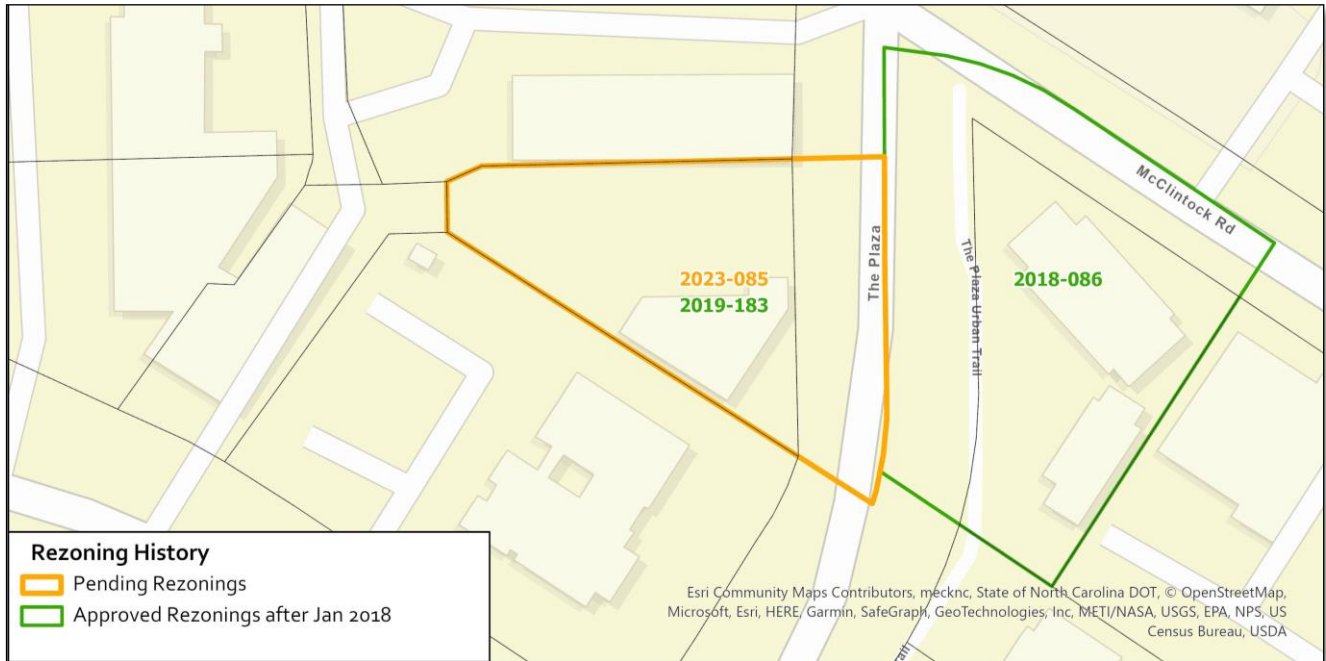 McClintock Rd
The Plaza
The Plaza Urban Trail
2023-085
2019-183
2018-086
Rezoning History
Pending Rezonings
Approved Rezonings after Jan 2018
Esri Community Maps Contributors, mecknc, State of North Carolina DOT, © OpenStreetMap,
Microsoft, Esri, HERE, Garmin, SafeGraph, GeoTechnologies, Inc, METI/NASA, USGS, EPA, NPS, US
Census Bureau, USDA